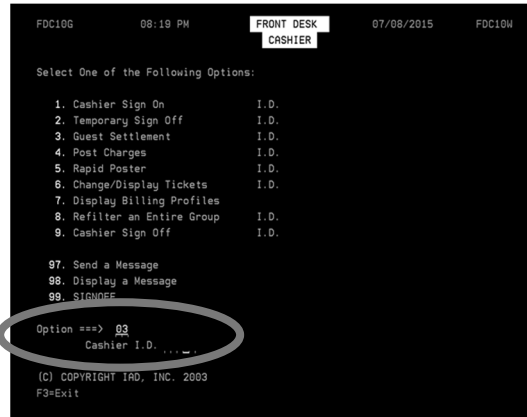 FDC10G 08:19 PM FRONT DESK 07/08/2015 FDC10W
CASHIER
Select One of the Following Options:
1. Cashier Sign On I.D.
2. Temporary Sign Off I.D.
3. Guest Settlement I.D.
4. Post Charges I.D.
5. Rapid Poster I.D.
6. Change/Display Tickets I.D.
7. Display Billing Profiles
8. Refilter an Entire Group I.D.
9. Cashier Sign Off I.D.
97. Send a Message
98. Display a Message
99. SIGNOFF
Option ===> 03
Cashier I.D.
(C) COPYRIGHT IAD, INC. 2003
F3=Exit